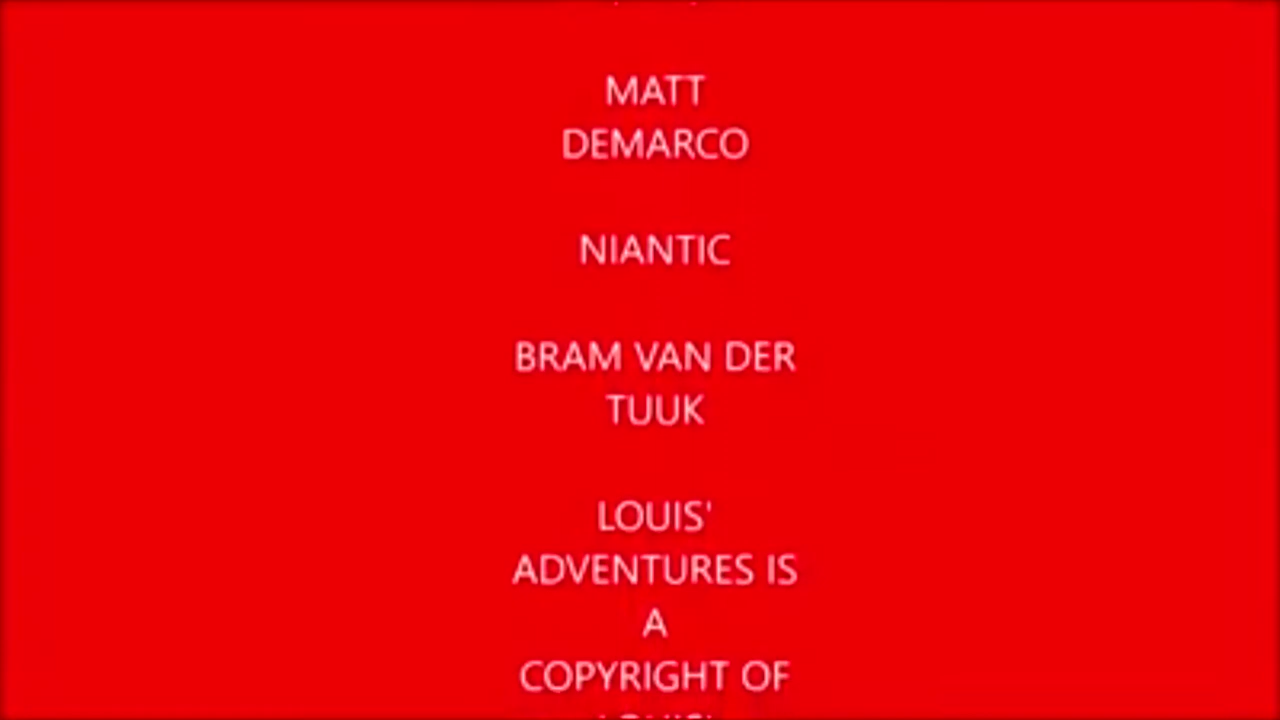 MATT
DEMARCO
NIANTIC
BRAM VAN DER
TUUK
LOUIS'
ADVENTURES IS
A
COPYRIGHT OF